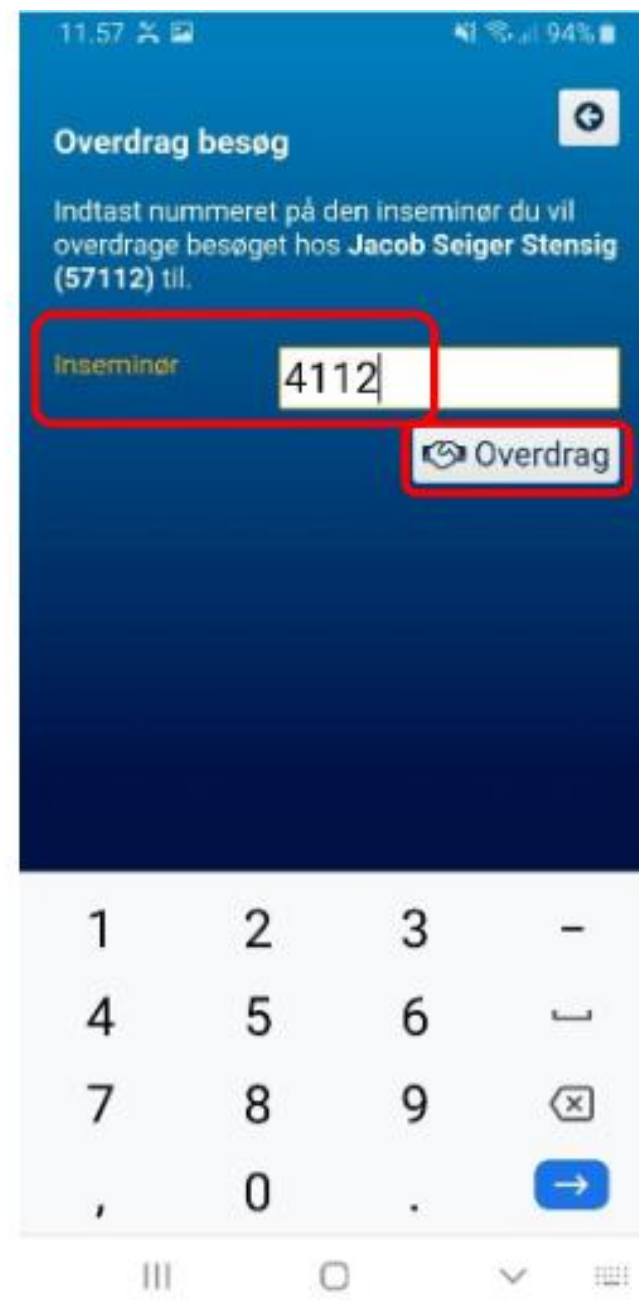 11.57 94%
Overdrag besøg
Indtast nummeret på den inseminør du vil
overdrage besøget hos Jacob Seiger Stensig
(57112) til.
Inseminør 4112
Overdrag
1 2 3 -
4 5 6
7 8 9
, 0 .